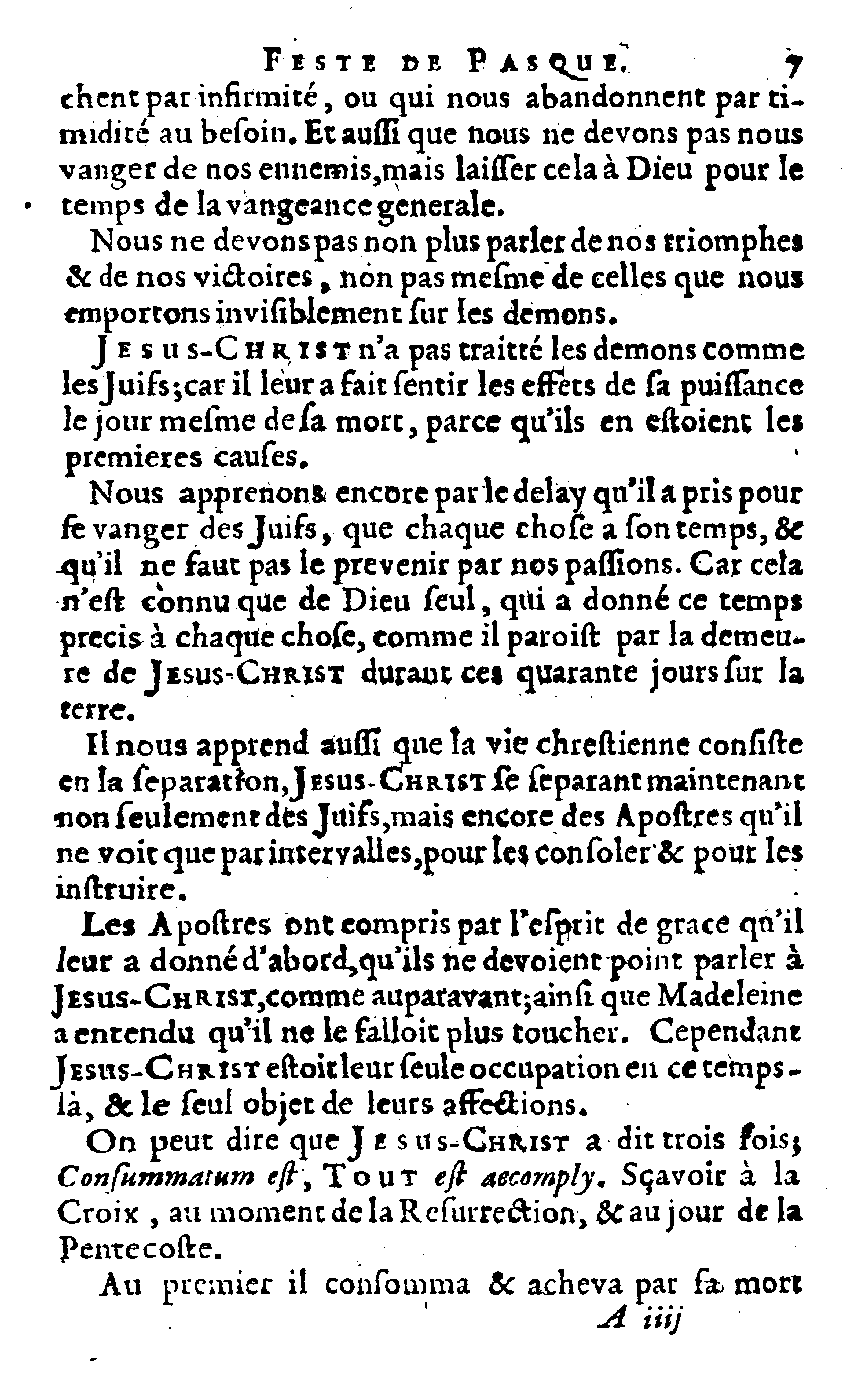 FESTE DE PASQUE. 7
chent par infirmité, ou qui nous abandonnent par ti-
midité au beſoin. Et auſſi que nous ne devons pas nous
vanger de nos ennemis, mais laiſſer cela à Dieu pour le
temps de la vangeance generale.
Nous ne devons pas non plus parler de nos triomphes
& de nos victoires, non pas meſme de celles que nous
emportons inviſiblement ſur les demons.
JESUS-CHRIST n'a pas traitté les demons comme
les Juifs; car il leur a fait ſentir les effets de ſa puiſſance
le jour meſme de ſa mort, parce qu'ils en eſtoient les
premieres cauſes.
Nous apprenons encore par le delay qu'il a pris pour
ſe vanger des Juifs, que chaque choſe a ſon temps, &
qu'il ne faut pas le prevenir par nos paſſions. Car cela
n'eſt connu que de Dieu ſeul, qui a donné ce temps
precis à chaque choſe, comme il paroiſt par la demeu-
re de JESUS-CHRIST durant ces quarante jours ſur la
terre.
Il nous apprend auſſi que la vie chreſtienne conſiſte
en la ſeparation, JESUS-CHRIST ſe ſeparant maintenant
non ſeulement des Juifs, mais encore des Apoſtres qu'il
ne voit que par intervalles, pour les conſoler & pour les
inſtruire.
Les Apoſtres ont compris par l'eſprit de grace qu'il
leur a donné d'abord, qu'ils ne devoient point parler à
JESUS-CHRIST, comme auparavant; ainſi que Madeleine
a entendu qu'il ne le falloit plus toucher. Cependant
JESUS-CHRIST eſtoit leur ſeule occupation en ce temps-
là, & le ſeul objet de leurs affections.
On peut dire que JESUS-CHRIST a dit trois fois;
Conſummatum eſt, TOUT eſt accomply. Sçavoir à la
Croix, au moment de la Reſurrection, & au jour de la
Pentecoſte.
Au premier il conſomma & acheva par ſa mort
A iiij